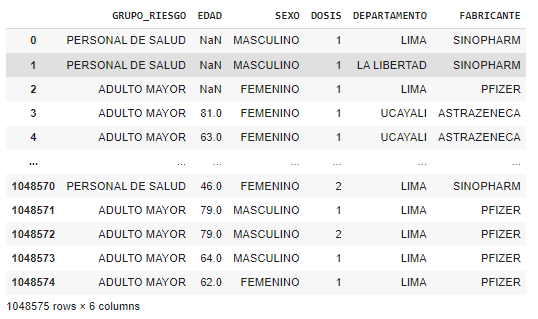 GRUPO_RIESGO EDAD SEXO DOSIS DEPARTAMENTO FABRICANTE
0 PERSONAL DE SALUD NaN MASCULINO 1 LIMA SINOPHARM
1 PERSONAL DE SALUD NaN MASCULINO 1 LA LIBERTAD SINOPHARM
2 ADULTO MAYOR NaN FEMENINO 1 LIMA PFIZER
3 ADULTO MAYOR 81.0 FEMENINO 1 UCAYALI ASTRAZENECA
4 ADULTO MAYOR 63.0 FEMENINO 1 UCAYALI ASTRAZENECA
... ... ... ... ... ... ...
1048570 PERSONAL DE SALUD 46.0 FEMENINO 2 LIMA SINOPHARM
1048571 ADULTO MAYOR 79.0 MASCULINO 1 LIMA PFIZER
1048572 ADULTO MAYOR 79.0 MASCULINO 2 LIMA PFIZER
1048573 ADULTO MAYOR 64.0 MASCULINO 1 LIMA PFIZER
1048574 ADULTO MAYOR 62.0 FEMENINO 1 LIMA PFIZER
1048575 rows × 6 columns